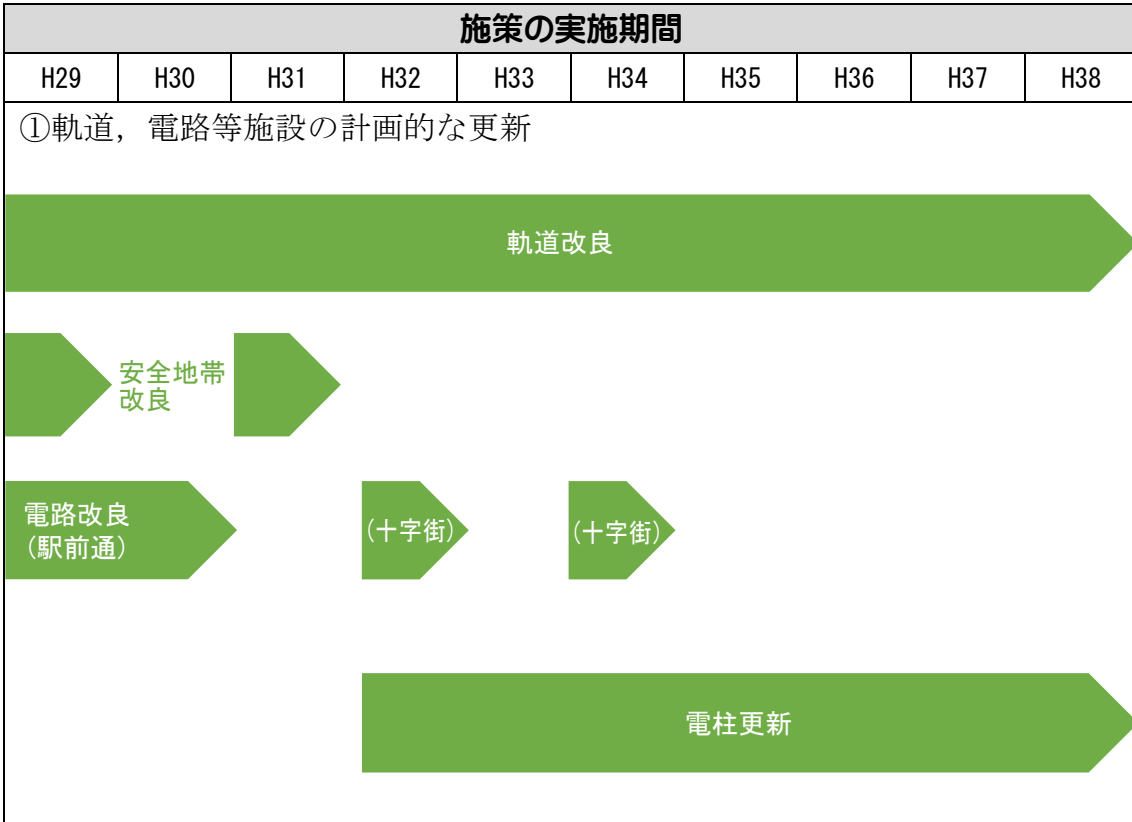 施策の実施期間
H29 H30 H31 H32 H33 H34 H35 H36 H37 H38
①軌道，電路等施設の計画的な更新
軌道改良
安全地帯
改良
電路改良
(駅前通)
(十字街)
(十字街)
電柱更新